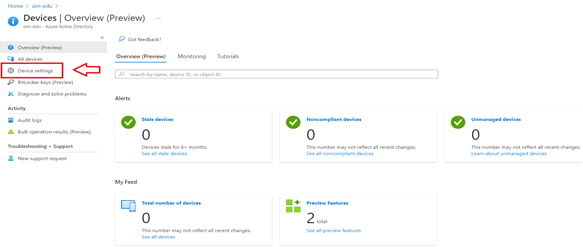 Home > sim-edu >
Devices | Overview (Preview) ...
sim-edu - Azure Active Directory
«
Overview (Preview)
All devices
Device settings
BitLocker keys (Preview)
Diagnose and solve problems
Activity
Audit logs
Bulk operation results (Preview)
Troubleshooting + Support
New support request
Got feedback?
Overview (Preview) Monitoring Tutorials
Search by name, device ID, or object ID
Alerts
Stale devices
0
Devices stale for 6+ months.
See all stale devices
Noncompliant devices
0
This number may not reflect all recent changes.
See all noncompliant devices
Unmanaged devices
0
This number may not reflect all recent changes.
Learn about unmanaged devices
My Feed
Total number of devices
0
This number may not reflect all recent changes.
See all devices
Preview Features
2 total
See all preview features